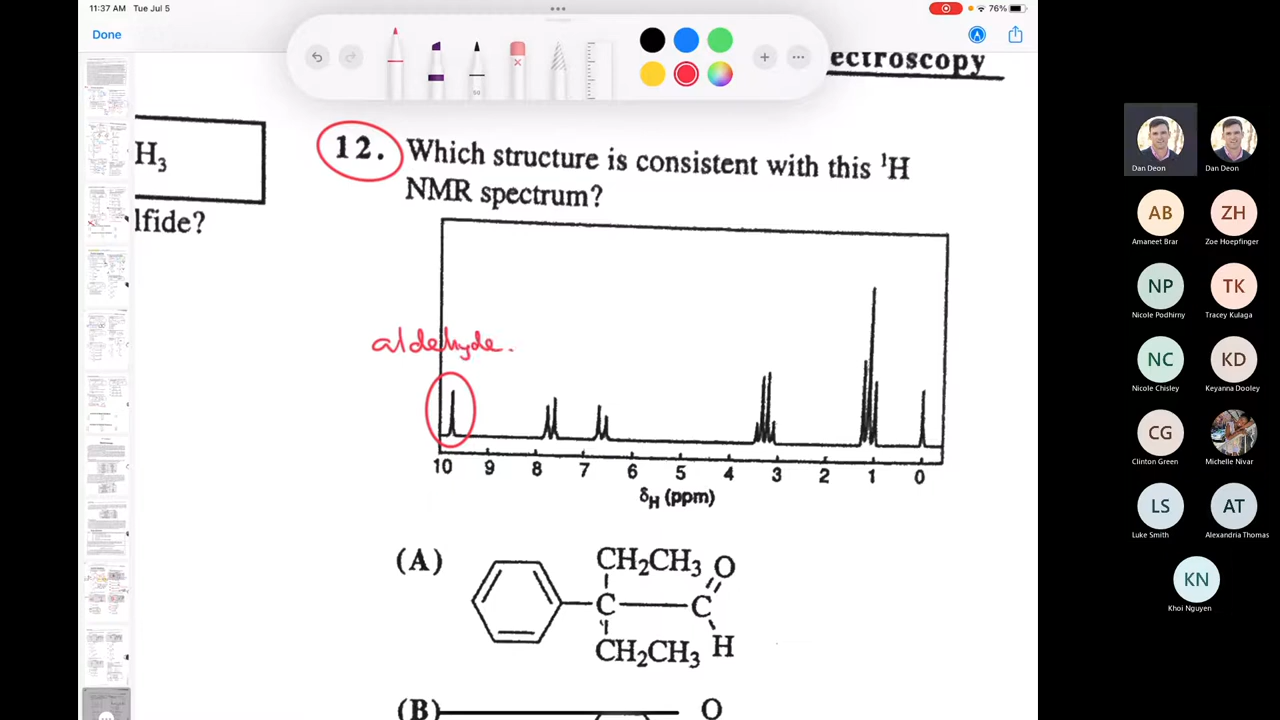 11:37 AM Tue Jul 5
76%
Done
ectroscopy
H3
lfide?
12. Which structure is consistent with this ¹H
NMR spectrum?
aldehyde.
10 9 8 7 6 5 4 3 2 1 0
δH (ppm)
(A)
CH2CH3 O
C C
CH2CH3 H
(B) O
Dan Deon
Dan Deon
AB
Amaneet Brar
ZH
Zoe Hoepfinger
NP
Nicole Podhirny
TK
Tracey Kulaga
NC
Nicole Chisley
KD
Keyanna Dooley
CG
Clinton Green
Michelle Nivar
LS
Luke Smith
AT
Alexandria Thomas
KN
Khoi Nguyen